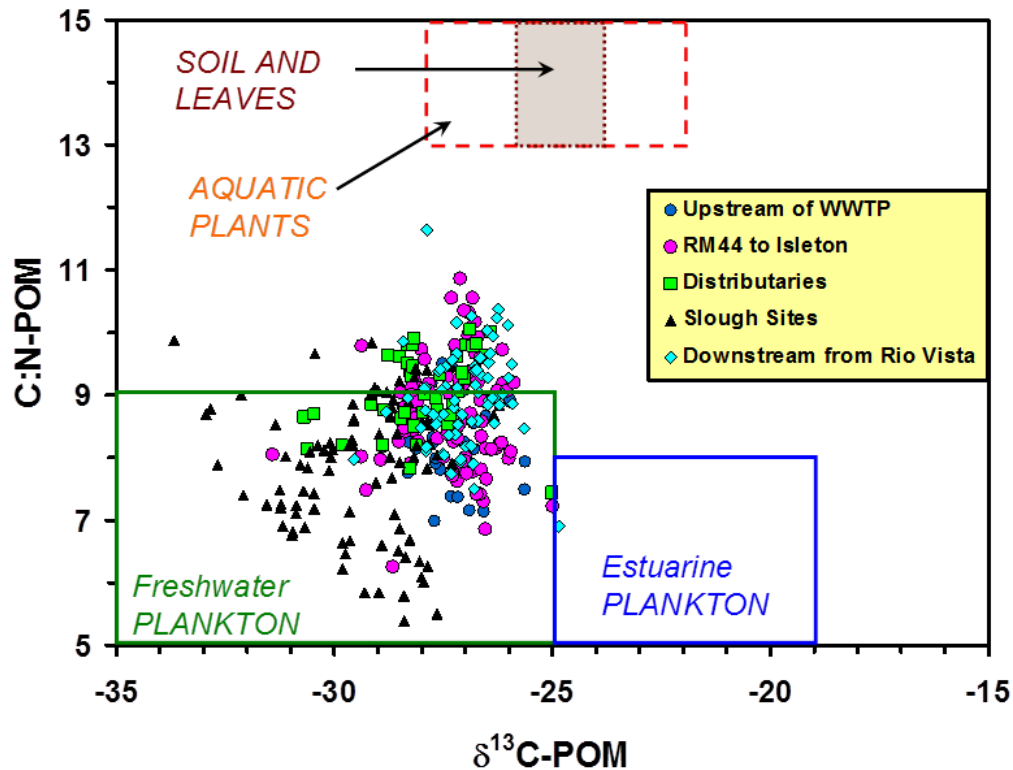 15
13
11
9
7
5
C:N-POM
SOIL AND
LEAVES
AQUATIC
PLANTS
Upstream of WWTP
RM44 to Isleton
Distributaries
Slough Sites
Downstream from Rio Vista
Freshwater
PLANKTON
Estuarine
PLANKTON
-35 -30 -25 -20 -15
δ¹³C-POM